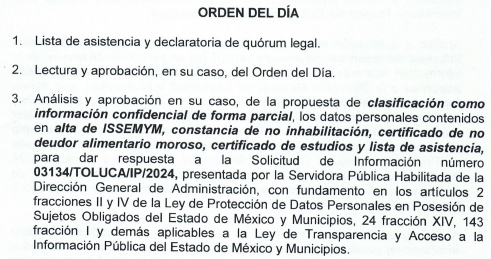 ORDEN DEL DÍA
1. Lista de asistencia y declaratoria de quórum legal.
2. Lectura y aprobación, en su caso, del Orden del Día.
3. Análisis y aprobación en su caso, de la propuesta de clasificación como
información confidencial de forma parcial, los datos personales contenidos
en alta de ISSEMYM, constancia de no inhabilitación, certificado de no
deudor alimentario moroso, certificado de estudios y lista de asistencia,
para dar respuesta a la Solicitud de Información número
03134/TOLUCA/IP/2024, presentada por la Servidora Pública Habilitada de la
Dirección General de Administración, con fundamento en los artículos 2
fracciones II y IV de la Ley de Protección de Datos Personales en Posesión de
Sujetos Obligados del Estado de México y Municipios, 24 fracción XIV, 143
fracción I y demás aplicables a la Ley de Transparencia y Acceso a la
Información Pública del Estado de México y Municipios.